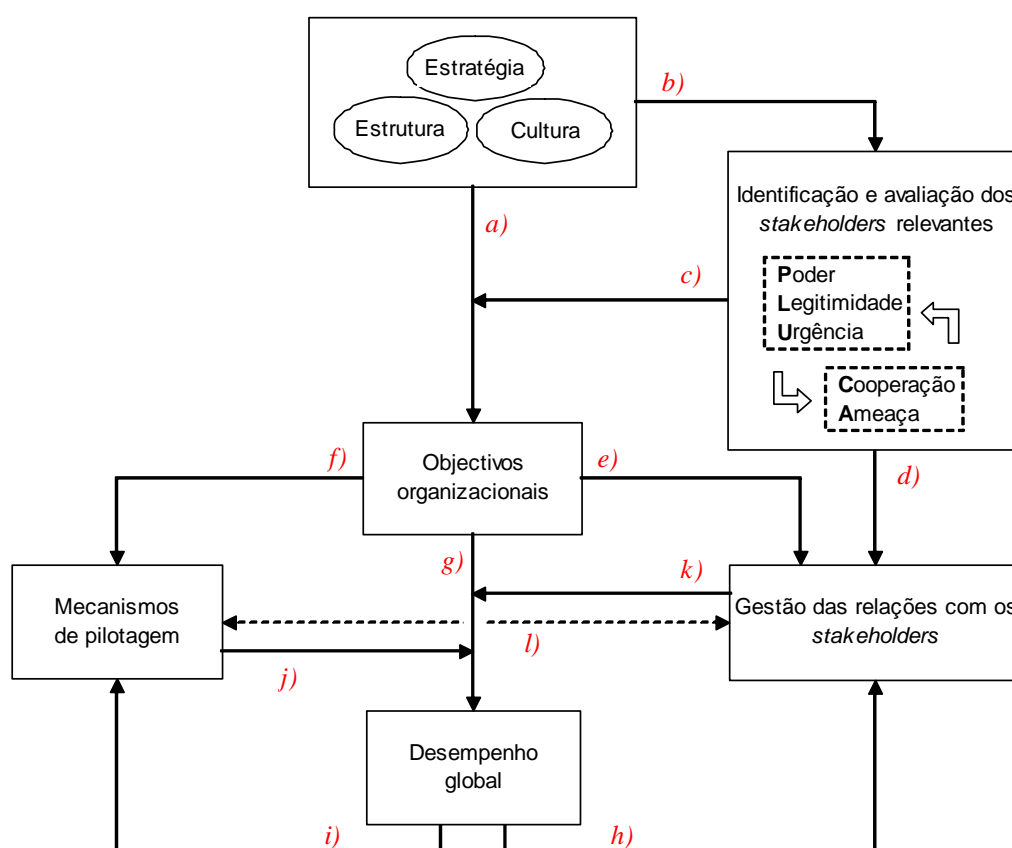 Estratégia
Estrutura
Cultura
b)
Identificação e avaliação dos
stakeholders relevantes
a)
c)
Poder
Legitimidade
Urgência
Cooperação
Ameaça
f)
Objectivos
organizacionais
e)
d)
g)
k)
Mecanismos
de pilotagem
Gestão das relações com os
stakeholders
l)
j)
Desempenho
global
i)
h)